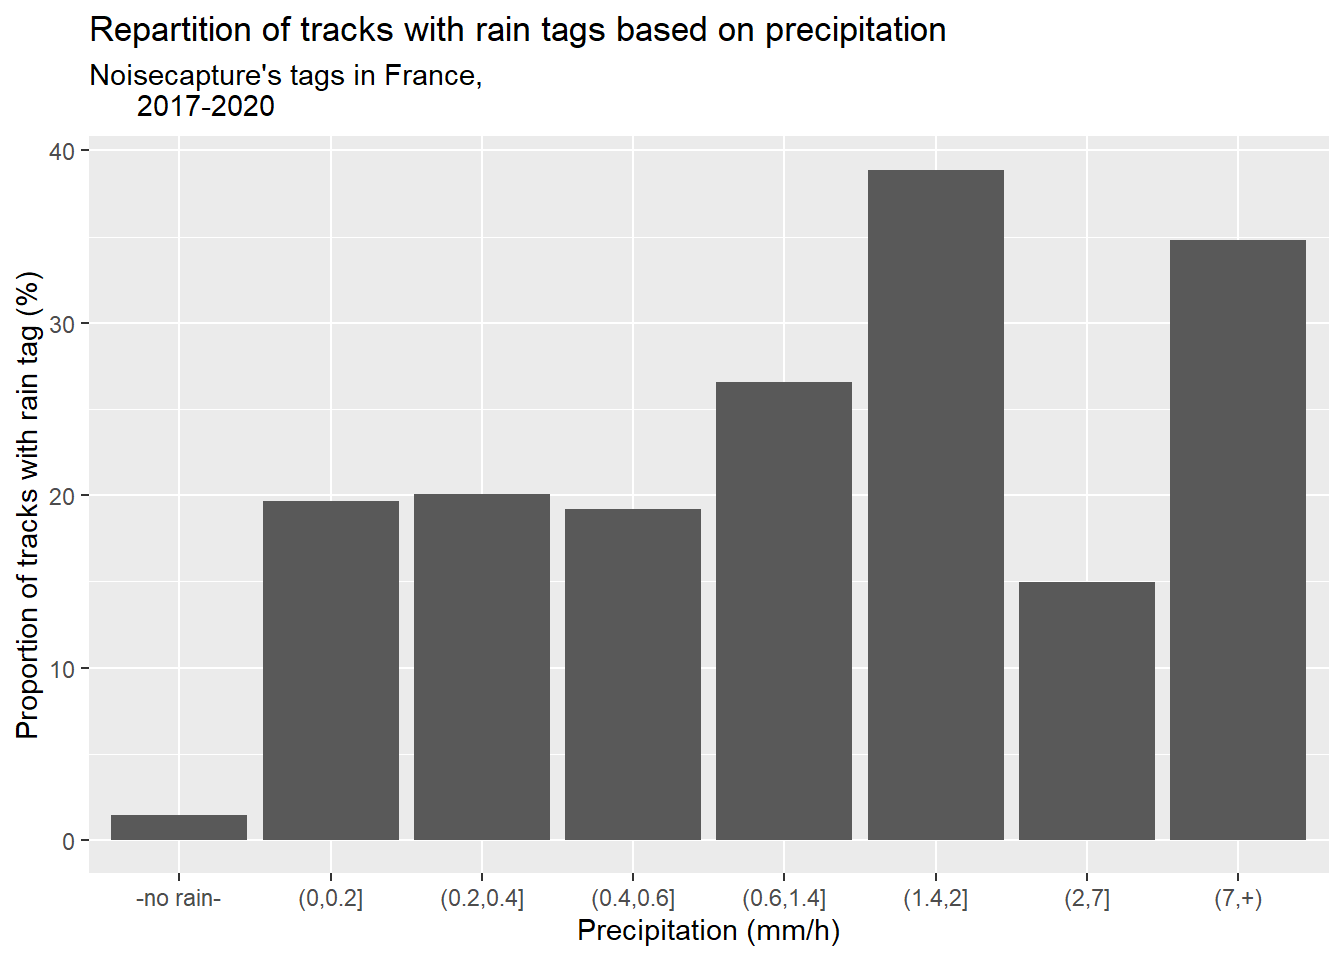 Repartition of tracks with rain tags based on precipitation
Noisecapture's tags in France,
2017-2020
Proportion of tracks with rain tag (%)
40
30
20
10
0
-no rain-
(0,0.2]
(0.2,0.4]
(0.4,0.6]
(0.6,1.4]
(1.4,2]
(2,7]
(7,+)
Precipitation (mm/h)